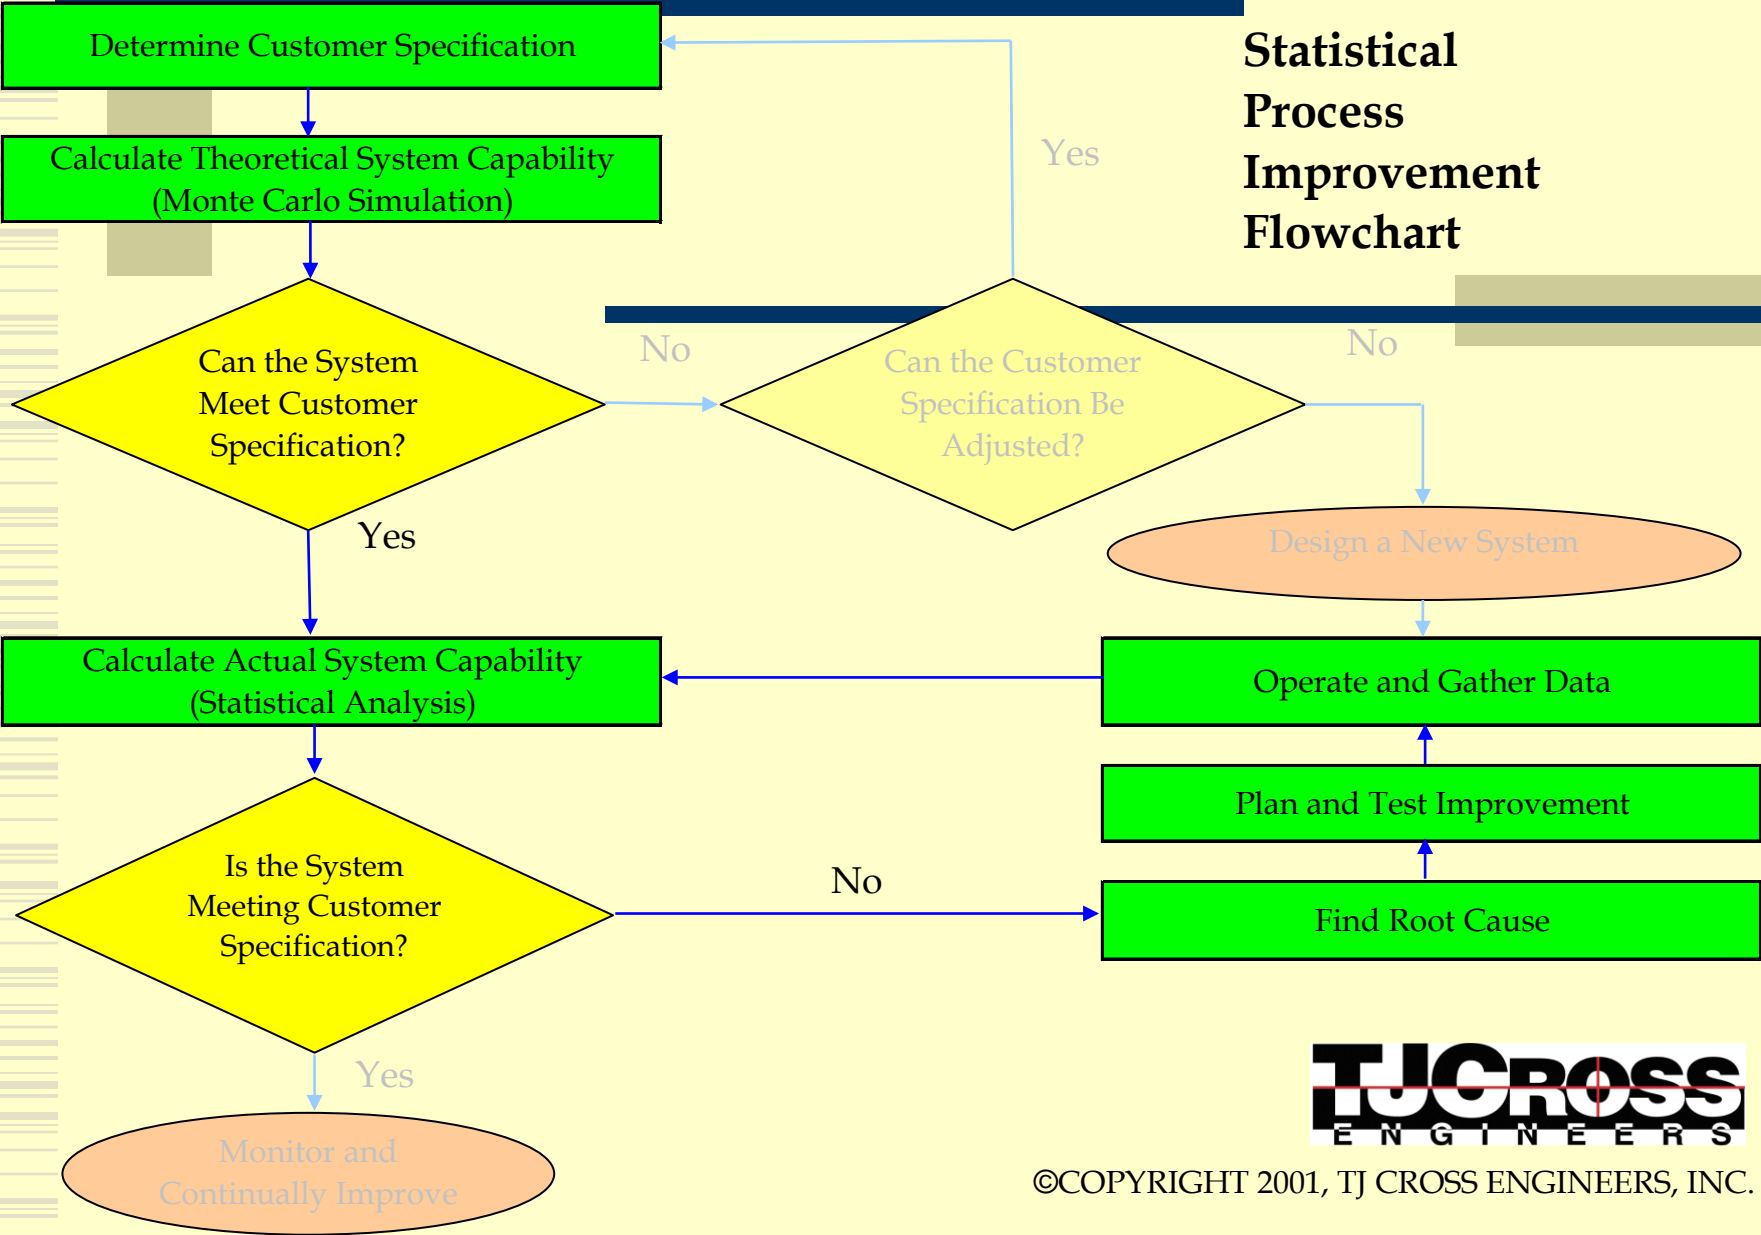 Statistical
Process
Improvement
Flowchart
Determine Customer Specification
Calculate Theoretical System Capability
(Monte Carlo Simulation)
Yes
Can the System
Meet Customer
Specification?
No
Can the Customer
Specification Be
Adjusted?
No
Yes
Design a New System
Calculate Actual System Capability
(Statistical Analysis)
Operate and Gather Data
Plan and Test Improvement
Is the System
Meeting Customer
Specification?
No
Find Root Cause
Yes
Monitor and
Continually Improve
TJCROSS
ENGINEERS
©COPYRIGHT 2001, TJ CROSS ENGINEERS, INC.